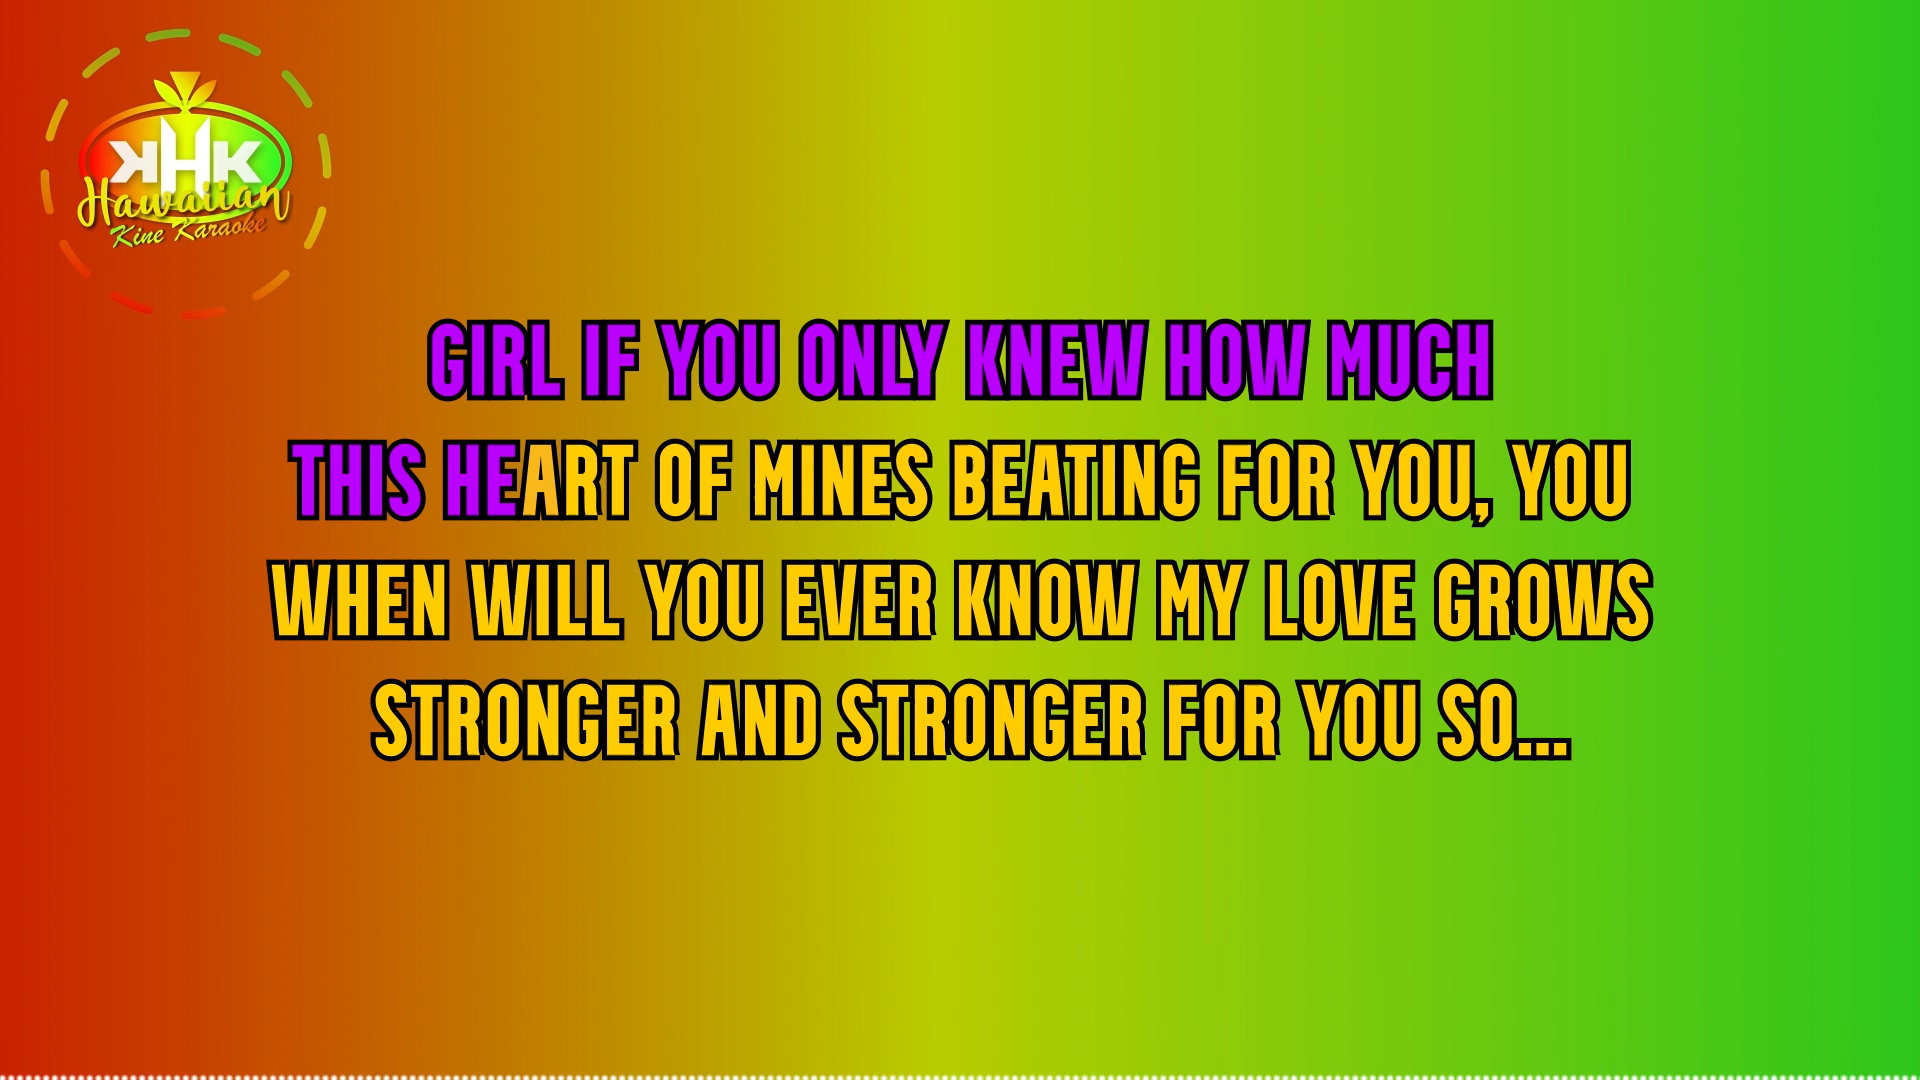 KHK
Hawaiian
Kine Karaoke
GIRL IF YOU ONLY KNEW HOW MUCH
THIS HEART OF MINES BEATING FOR YOU, YOU
WHEN WILL YOU EVER KNOW MY LOVE GROWS
STRONGER AND STRONGER FOR YOU SO...